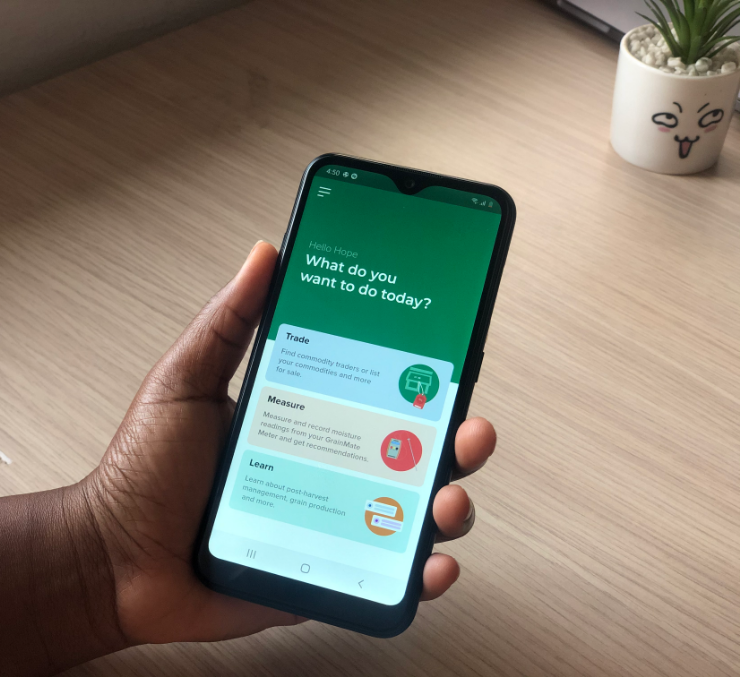 4:50
Hello Hope
What do you
want to do today?
Trade
Find commodity traders or list
your commodities and more
for sale.
Measure
Measure and record moisture
readings from your GrainMate
Meter and get recommendations.
Learn
Learn about post-harvest
management, grain production
and more.